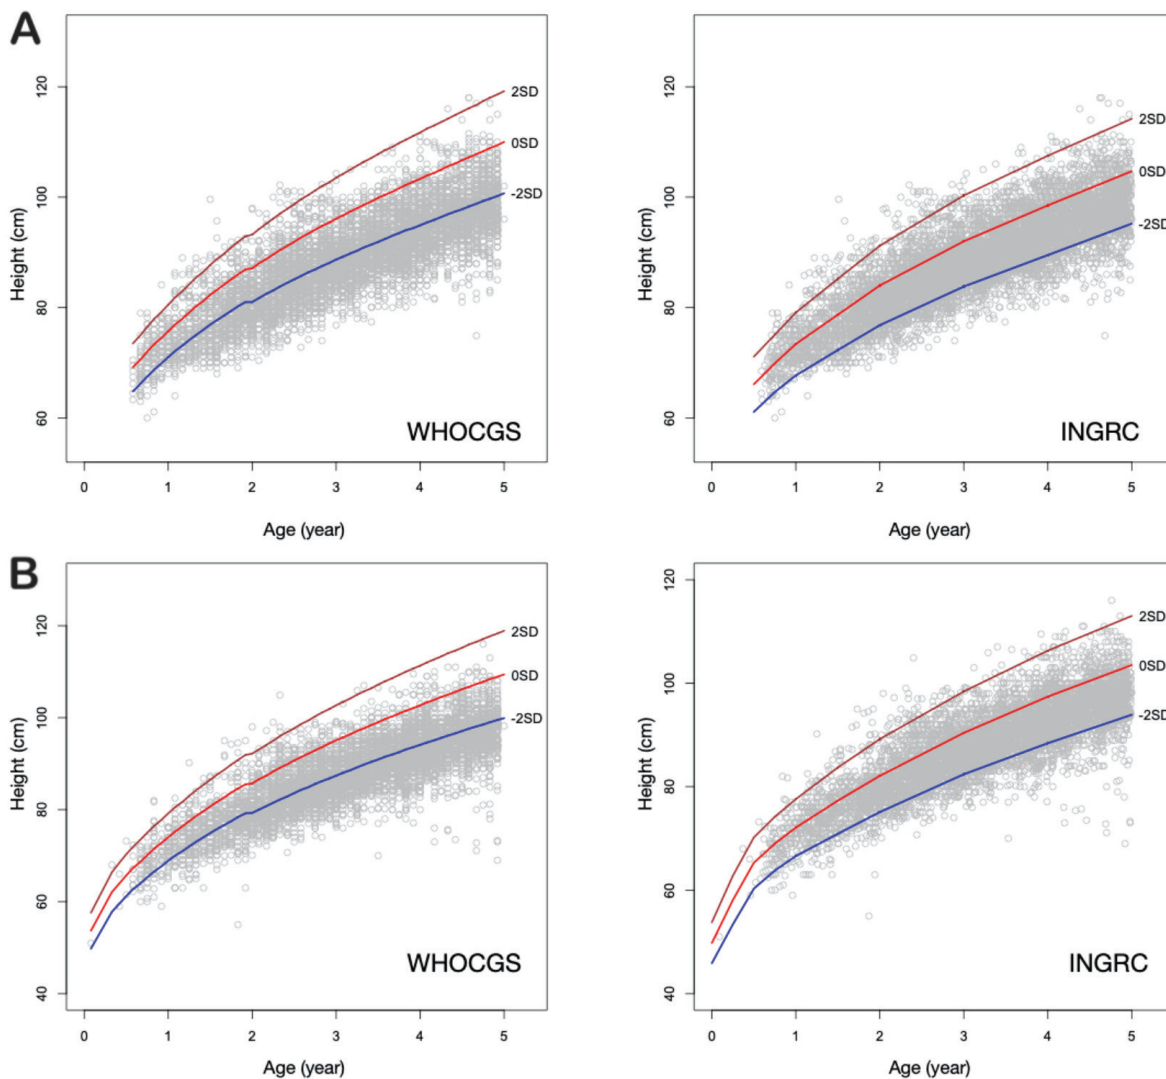 A
120
100
80
60
Height (cm)
2SD
0SD
-2SD
WHOCGS
0 1 2 3 4 5
Age (year)
120
100
80
60
Height (cm)
2SD
0SD
-2SD
INGRC
0 1 2 3 4 5
Age (year)
B
120
100
80
60
40
Height (cm)
2SD
0SD
-2SD
WHOCGS
0 1 2 3 4 5
Age (year)
120
100
80
60
40
Height (cm)
2SD
0SD
-2SD
INGRC
0 1 2 3 4 5
Age (year)